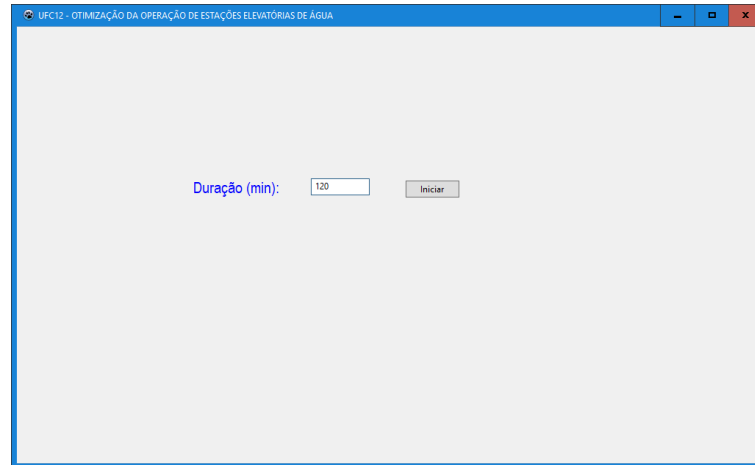 UFC12 - OTIMIZAÇÃO DA OPERAÇÃO DE ESTAÇÕES ELEVATÓRIAS DE ÁGUA
Duração (min): 120 Iniciar